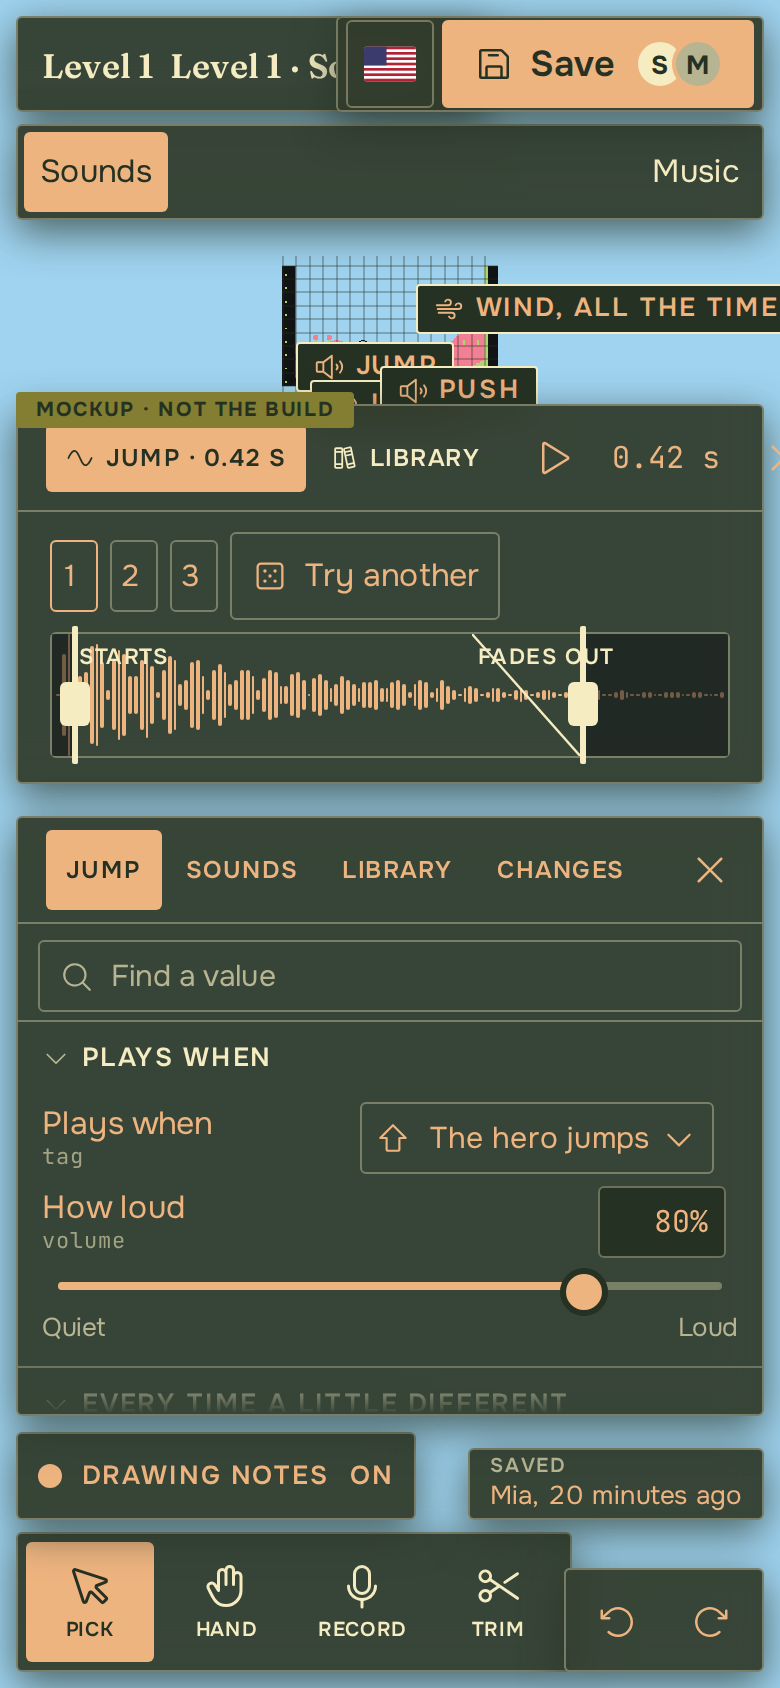 Level 1 Level 1 · So
Save S M
Sounds
Music
WIND, ALL THE TIME
JUMP
PUSH
MOCKUP · NOT THE BUILD
JUMP · 0.42 S
LIBRARY
0.42 s
1 2 3 Try another
STARTS
FADES OUT
JUMP SOUNDS LIBRARY CHANGES
Find a value
PLAYS WHEN
Plays when
tag
The hero jumps
How loud
volume
80%
Quiet
Loud
EVERY TIME A LITTLE DIFFERENT
DRAWING NOTES ON
SAVED
Mia, 20 minutes ago
PICK HAND RECORD TRIM